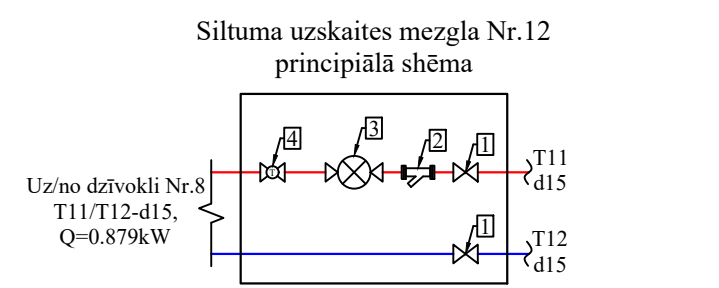 Siltuma uzskaites mezgla Nr.12
principiālā shēma
4
3
2
1
T
T11
d15
Uz/no dzīvokli Nr.8
T11/T12-d15,
Q=0.879kW
1
T12
d15